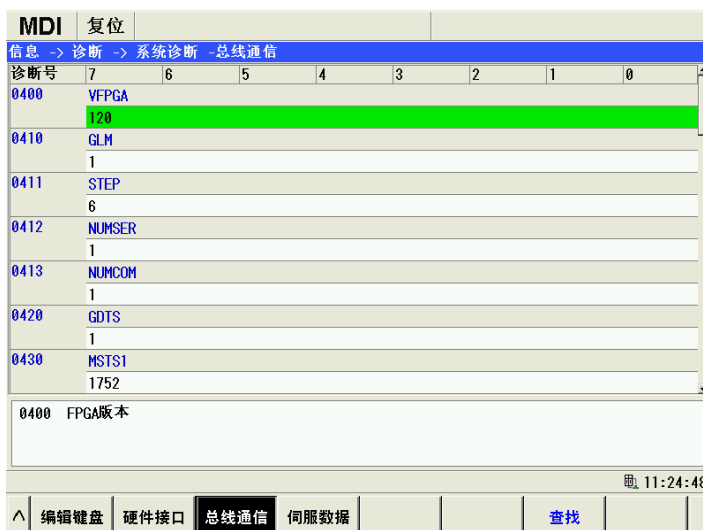 MDI 复位
信息 -> 诊断 -> 系统诊断 -总线通信
诊断号 7 6 5 4 3 2 1 0
0400 VFPGA
120
0410 GLM
1
0411 STEP
6
0412 NUMSER
1
0413 NUMCOM
1
0420 GDTS
1
0430 MSTS1
1752
0400 FPGA版本
11:24:48
^ 编辑键盘 硬件接口 总线通信 伺服数据 查找